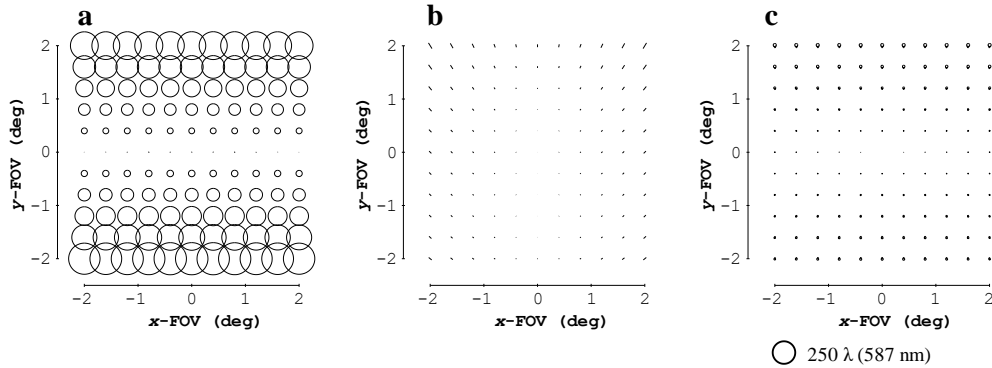 a
b
c
2
1
0
-1
-2
y-FOV (deg)
-2 -1 0 1 2
x-FOV (deg)
2
1
0
-1
-2
y-FOV (deg)
-2 -1 0 1 2
x-FOV (deg)
2
1
0
-1
-2
y-FOV (deg)
-2 -1 0 1 2
x-FOV (deg)
250 λ (587 nm)